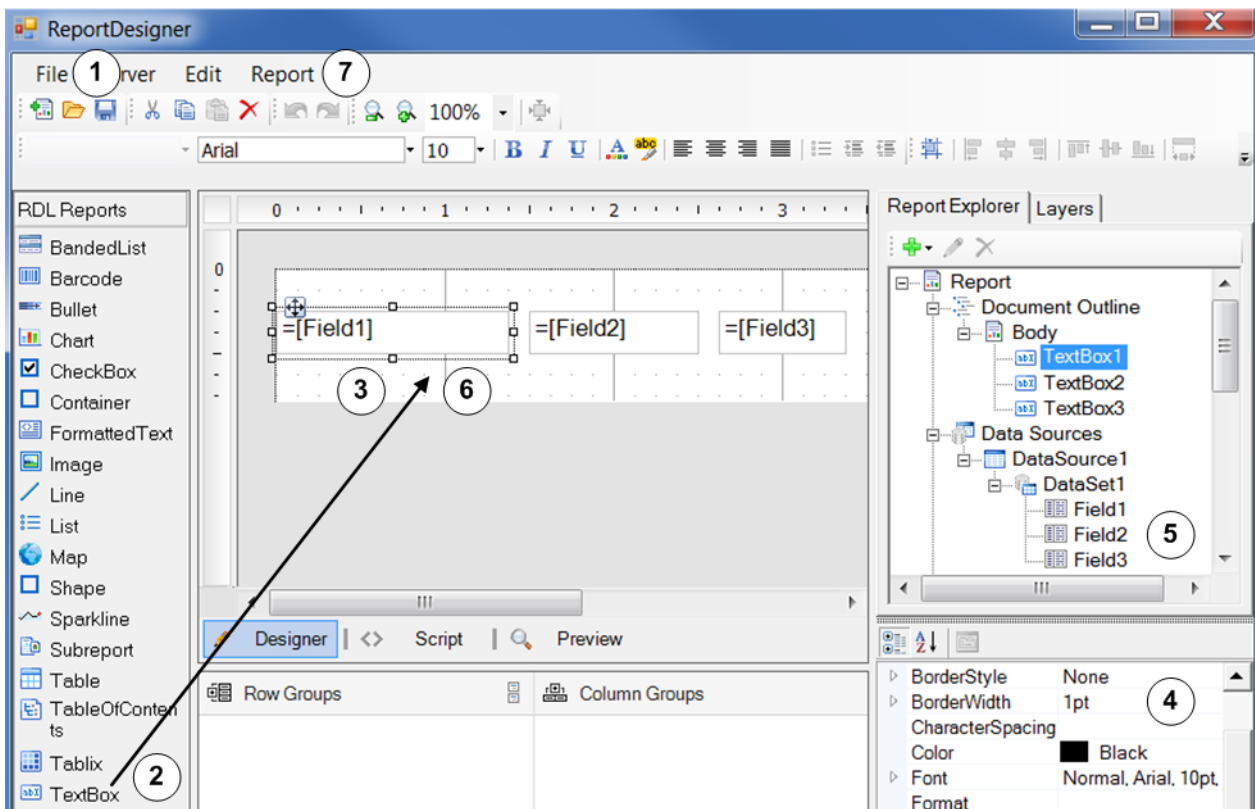 ReportDesigner
File 1 rver Edit Report 7
100%
Arial 10 B I U A abc
RDL Reports
BandedList
Barcode
Bullet
Chart
CheckBox
Container
FormattedText
Image
Line
List
Map
Shape
Sparkline
Subreport
Table
TableOfConten
ts
Tablix
2
TextBox
0 1 2 3
0
=[Field1] =[Field2] =[Field3]
3 6
Designer Script Preview
Row Groups Column Groups
Report Explorer Layers
Report
Document Outline
Body
TextBox1
TextBox2
TextBox3
Data Sources
DataSource1
DataSet1
Field1
Field2 5
Field3
BorderStyle None
BorderWidth 1pt 4
CharacterSpacing
Color Black
Font Normal, Arial, 10pt,
Format